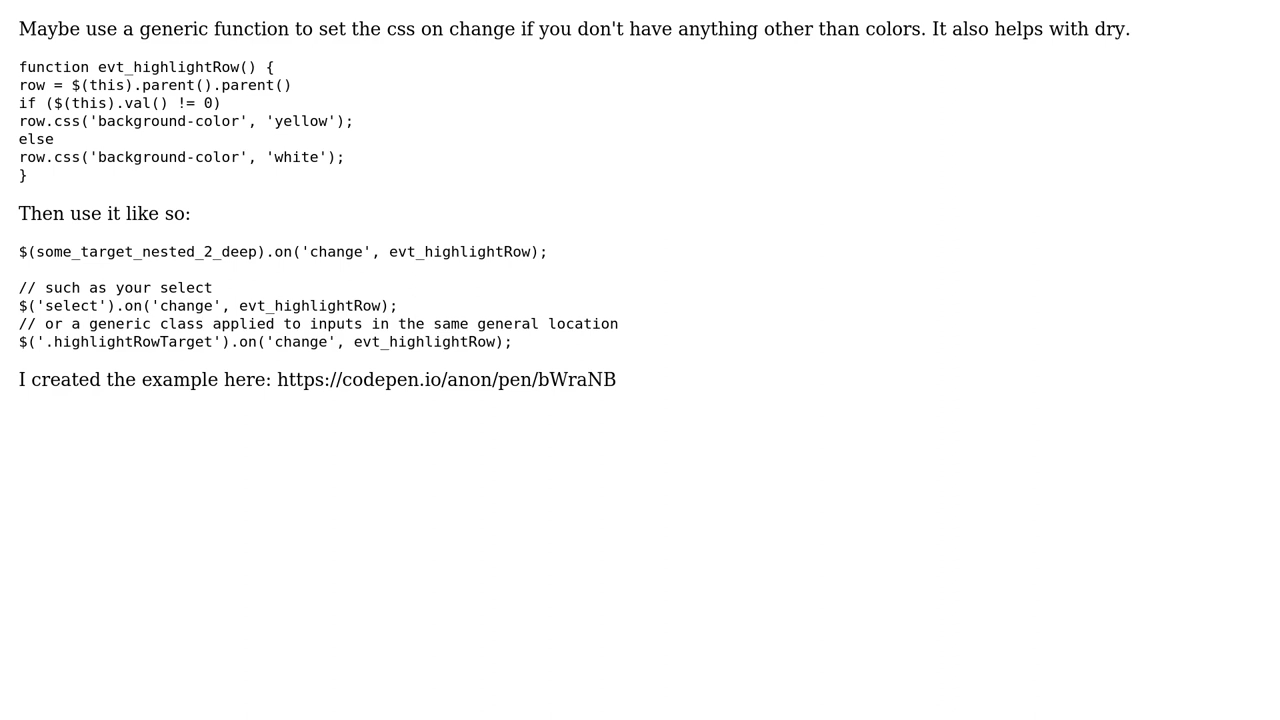 Maybe use a generic function to set the css on change if you don't have anything other than colors. It also helps with dry.
function evt_highlightRow() {
row = $(this).parent().parent()
if ($(this).val() != 0)
row.css('background-color', 'yellow');
else
row.css('background-color', 'white');
}
Then use it like so:
$(some_target_nested_2_deep).on('change', evt_highlightRow);
// such as your select
$('select').on('change', evt_highlightRow);
// or a generic class applied to inputs in the same general location
$('.highlightRowTarget').on('change', evt_highlightRow);
I created the example here: https://codepen.io/anon/pen/bWraNB